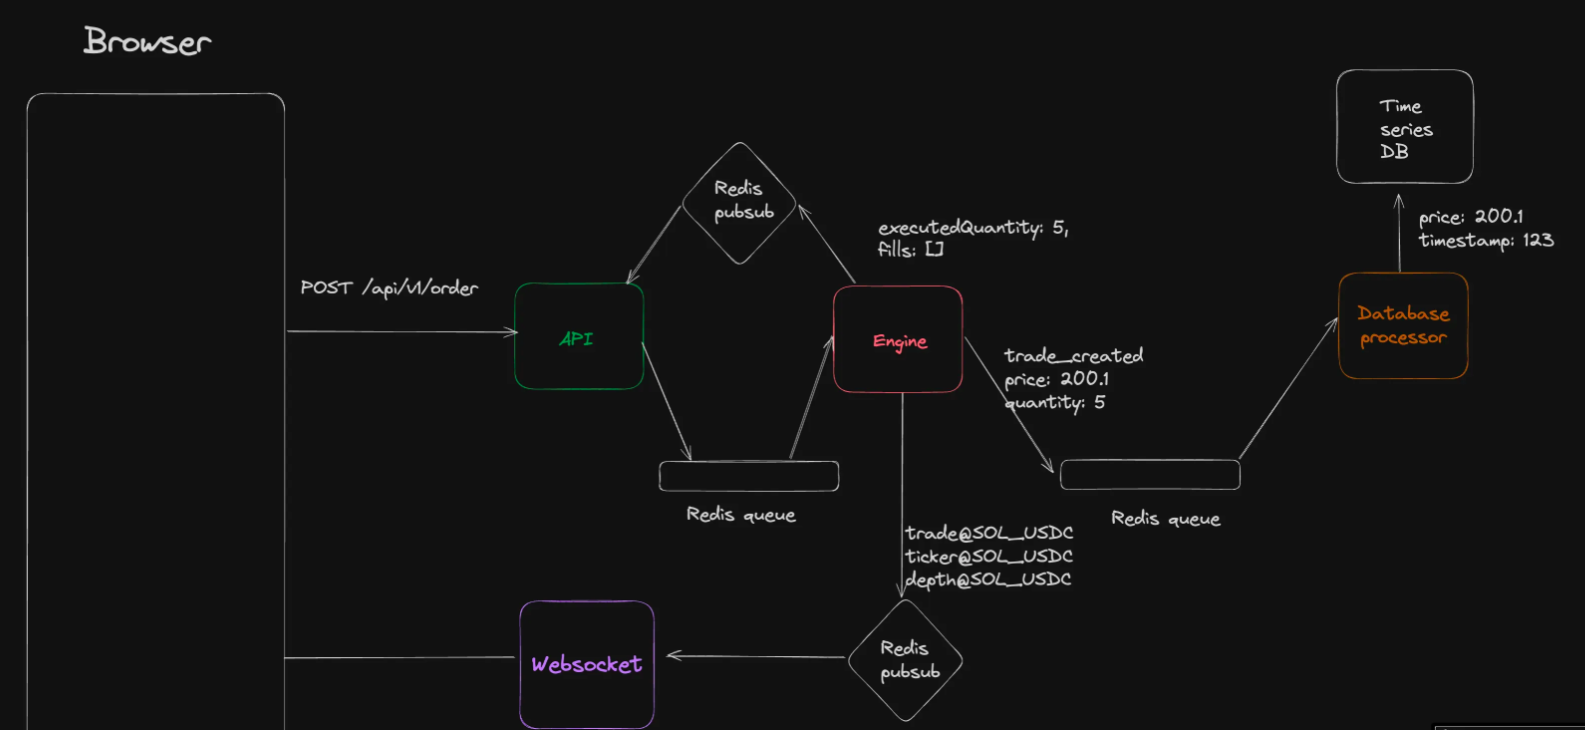 Browser
Time
series
DB
Redis
pubsub
executedQuantity: 5,
fills: []
price: 200.1
timestamp: 123
POST /api/v1/order
API
Engine
Database
processor
trade_created
price: 200.1
quantity: 5
Redis queue
Redis queue
trade@SOL_USDC
ticker@SOL_USDC
depth@SOL_USDC
Websocket
Redis
pubsub